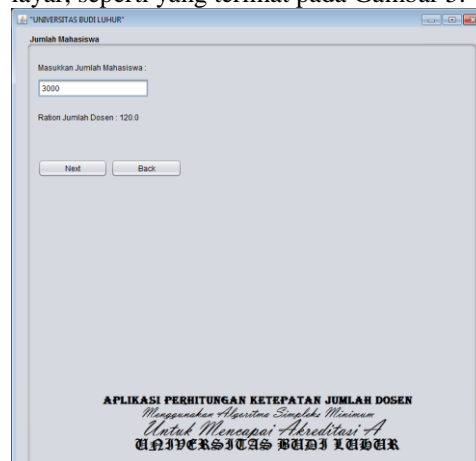 layar, seperti yang terlihat pada Gambar 5.
"UNIVERSITAS BUDI LUHUR"
Jumlah Mahasiswa
Masukkan Jumlah Mahasiswa :
3000
Ration Jumlah Dosen : 120.0
Next Back
APLIKASI PERHITUNGAN KETEPATAN JUMLAH DOSEN
Menggunakan Algoritma Simpleks Minimum
Untuk Mencapai Akreditasi A
UNIVERSITAS BUDI LUHUR